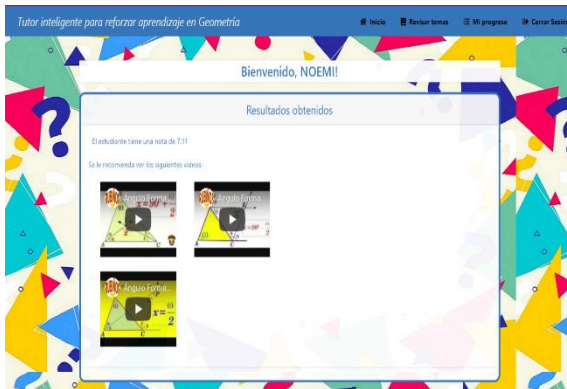 Tutor inteligente para reforzar aprendizaje en Geometría
Inicio Revisar temas Mi progreso Cerrar Sesión
Bienvenido, NOEMI!
Resultados obtenidos
El estudiante tiene una nota de 7.11
Se le recomienda ver los siguientes videos:
Ángulo Forma... Ángulo Forma...
Ángulo Forma...